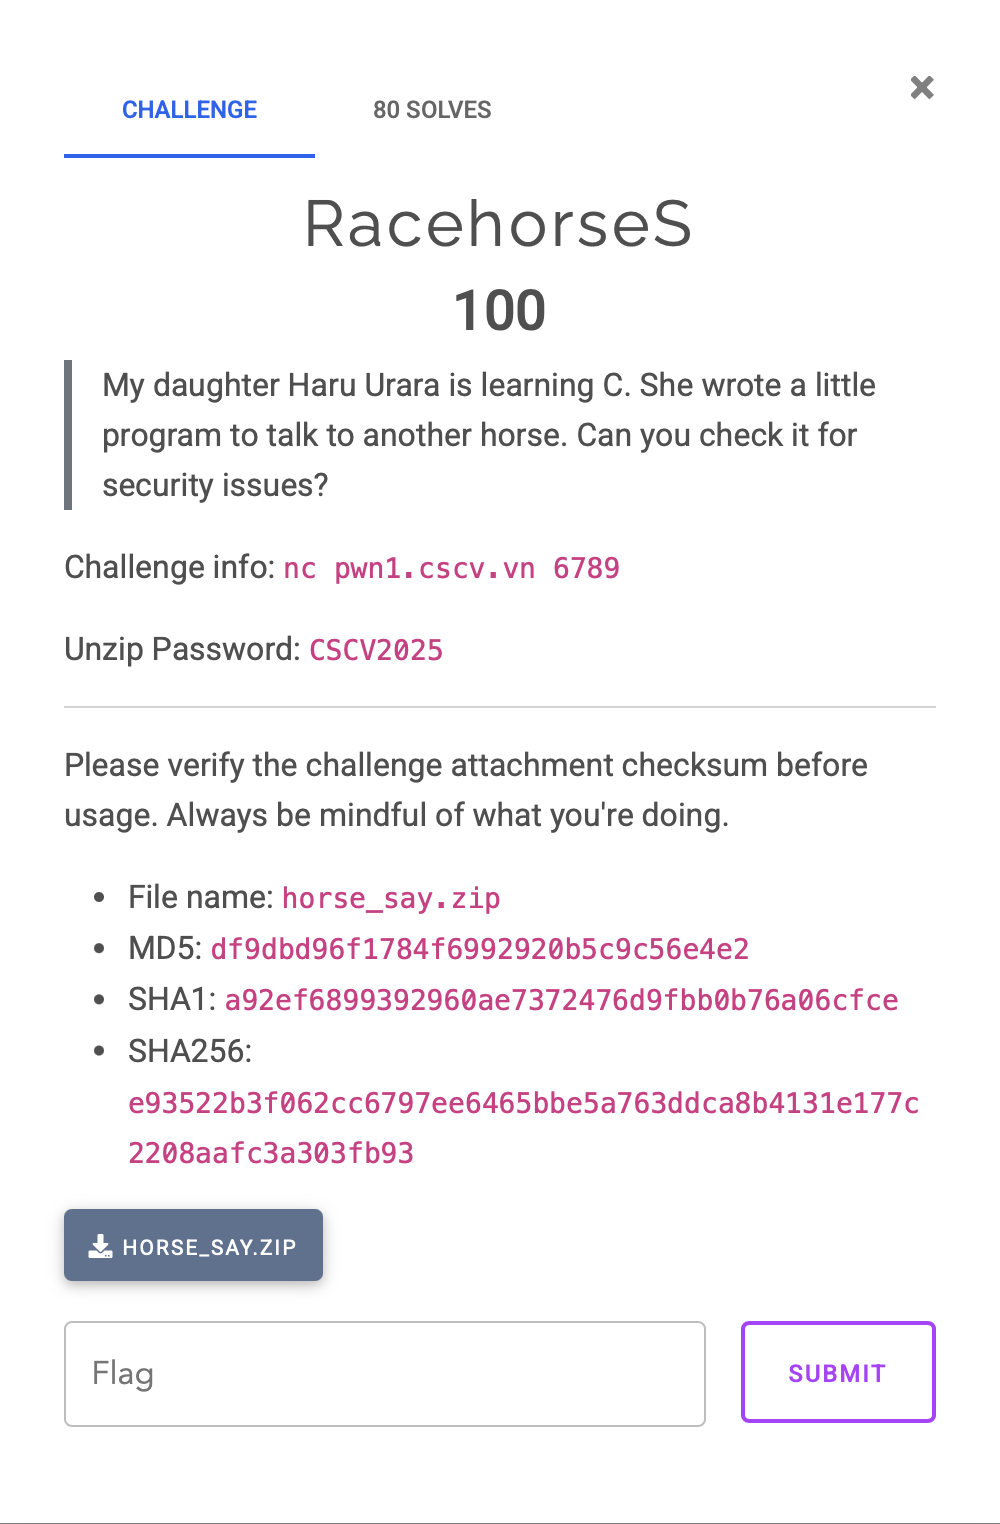 CHALLENGE
80 SOLVES
RacehorseS
100
My daughter Haru Urara is learning C. She wrote a little
program to talk to another horse. Can you check it for
security issues?
Challenge info: nc pwn1.cscv.vn 6789
Unzip Password: CSCV2025
Please verify the challenge attachment checksum before
usage. Always be mindful of what you're doing.
• File name: horse_say.zip
• MD5: df9dbd96f1784f6992920b5c9c56e4e2
• SHA1: a92ef6899392960ae7372476d9fbb0b76a06cfce
• SHA256:
e93522b3f062cc6797ee6465bbe5a763ddca8b4131e177c
2208aafc3a303fb93
HORSE_SAY.ZIP
Flag
SUBMIT